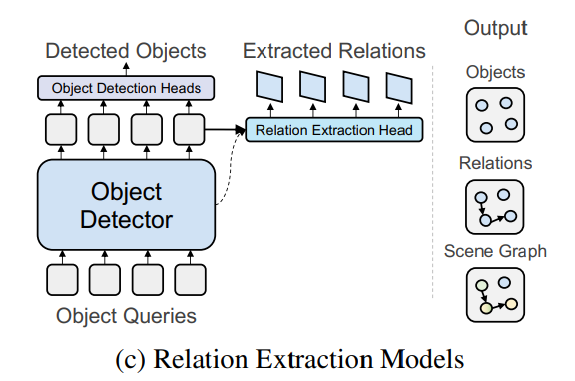 Detected Objects
Object Detection Heads
Object
Detector
Object Queries
Extracted Relations
Relation Extraction Head
Output
Objects
Relations
Scene Graph
(c) Relation Extraction Models